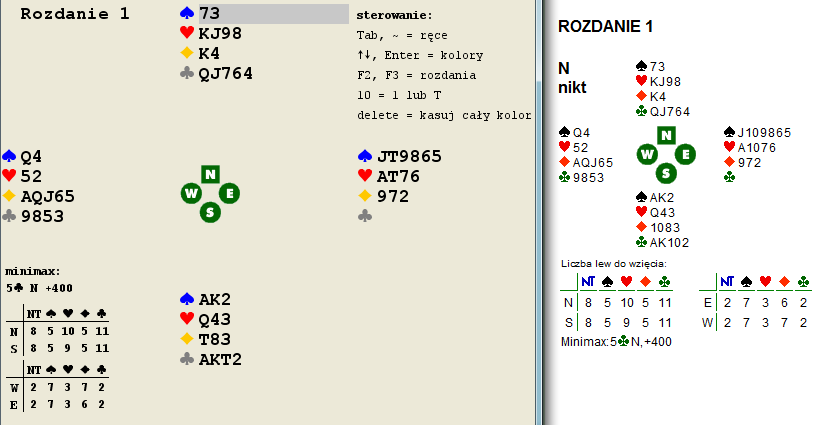 Rozdanie 1
♠ 73
♥ KJ98
♦ K4
♣ QJ764
sterowanie:
Tab, ~ = ręce
↑↓, Enter = kolory
F2, F3 = rozdania
10 = 1 lub T
delete = kasuj cały kolor
♠ Q4
♥ 52
♦ AQJ65
♣ 9853
N
W E
S
♠ JT9865
♥ AT76
♦ 972
♣
♠ AK2
♥ Q43
♦ T83
♣ AKT2
minimax:
5♣ N +400
NT ♠ ♥ ♦ ♣
N 8 5 10 5 11
S 8 5 9 5 11
NT ♠ ♥ ♦ ♣
W 2 7 3 7 2
E 2 7 3 6 2
ROZDANIE 1
N
nikt
♠ 73
♥ KJ98
♦ K4
♣ QJ764
♠ Q4
♥ 52
♦ AQJ65
♣ 9853
N
W E
S
♠ J109865
♥ A1076
♦ 972
♣
♠ AK2
♥ Q43
♦ 1083
♣ AK102
Liczba lew do wzięcia:
NT ♠ ♥ ♦ ♣
N 8 5 10 5 11
S 8 5 9 5 11
NT ♠ ♥ ♦ ♣
E 2 7 3 6 2
W 2 7 3 7 2
Minimax: 5♣ N, +400